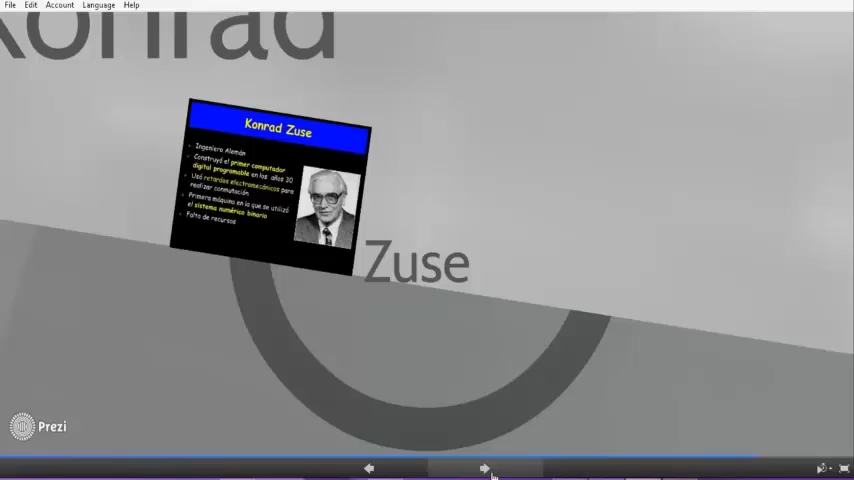 File Edit Account Language Help
Konrad
Konrad Zuse
Ingeniero Alemán
Construyó el primer computador
digital programable en los años 30
Usó retardos electromecánicos para
realizar conmutación
Primera máquina en la que se utilizó
el sistema numérico binario
Falta de recursos
Zuse
Prezi